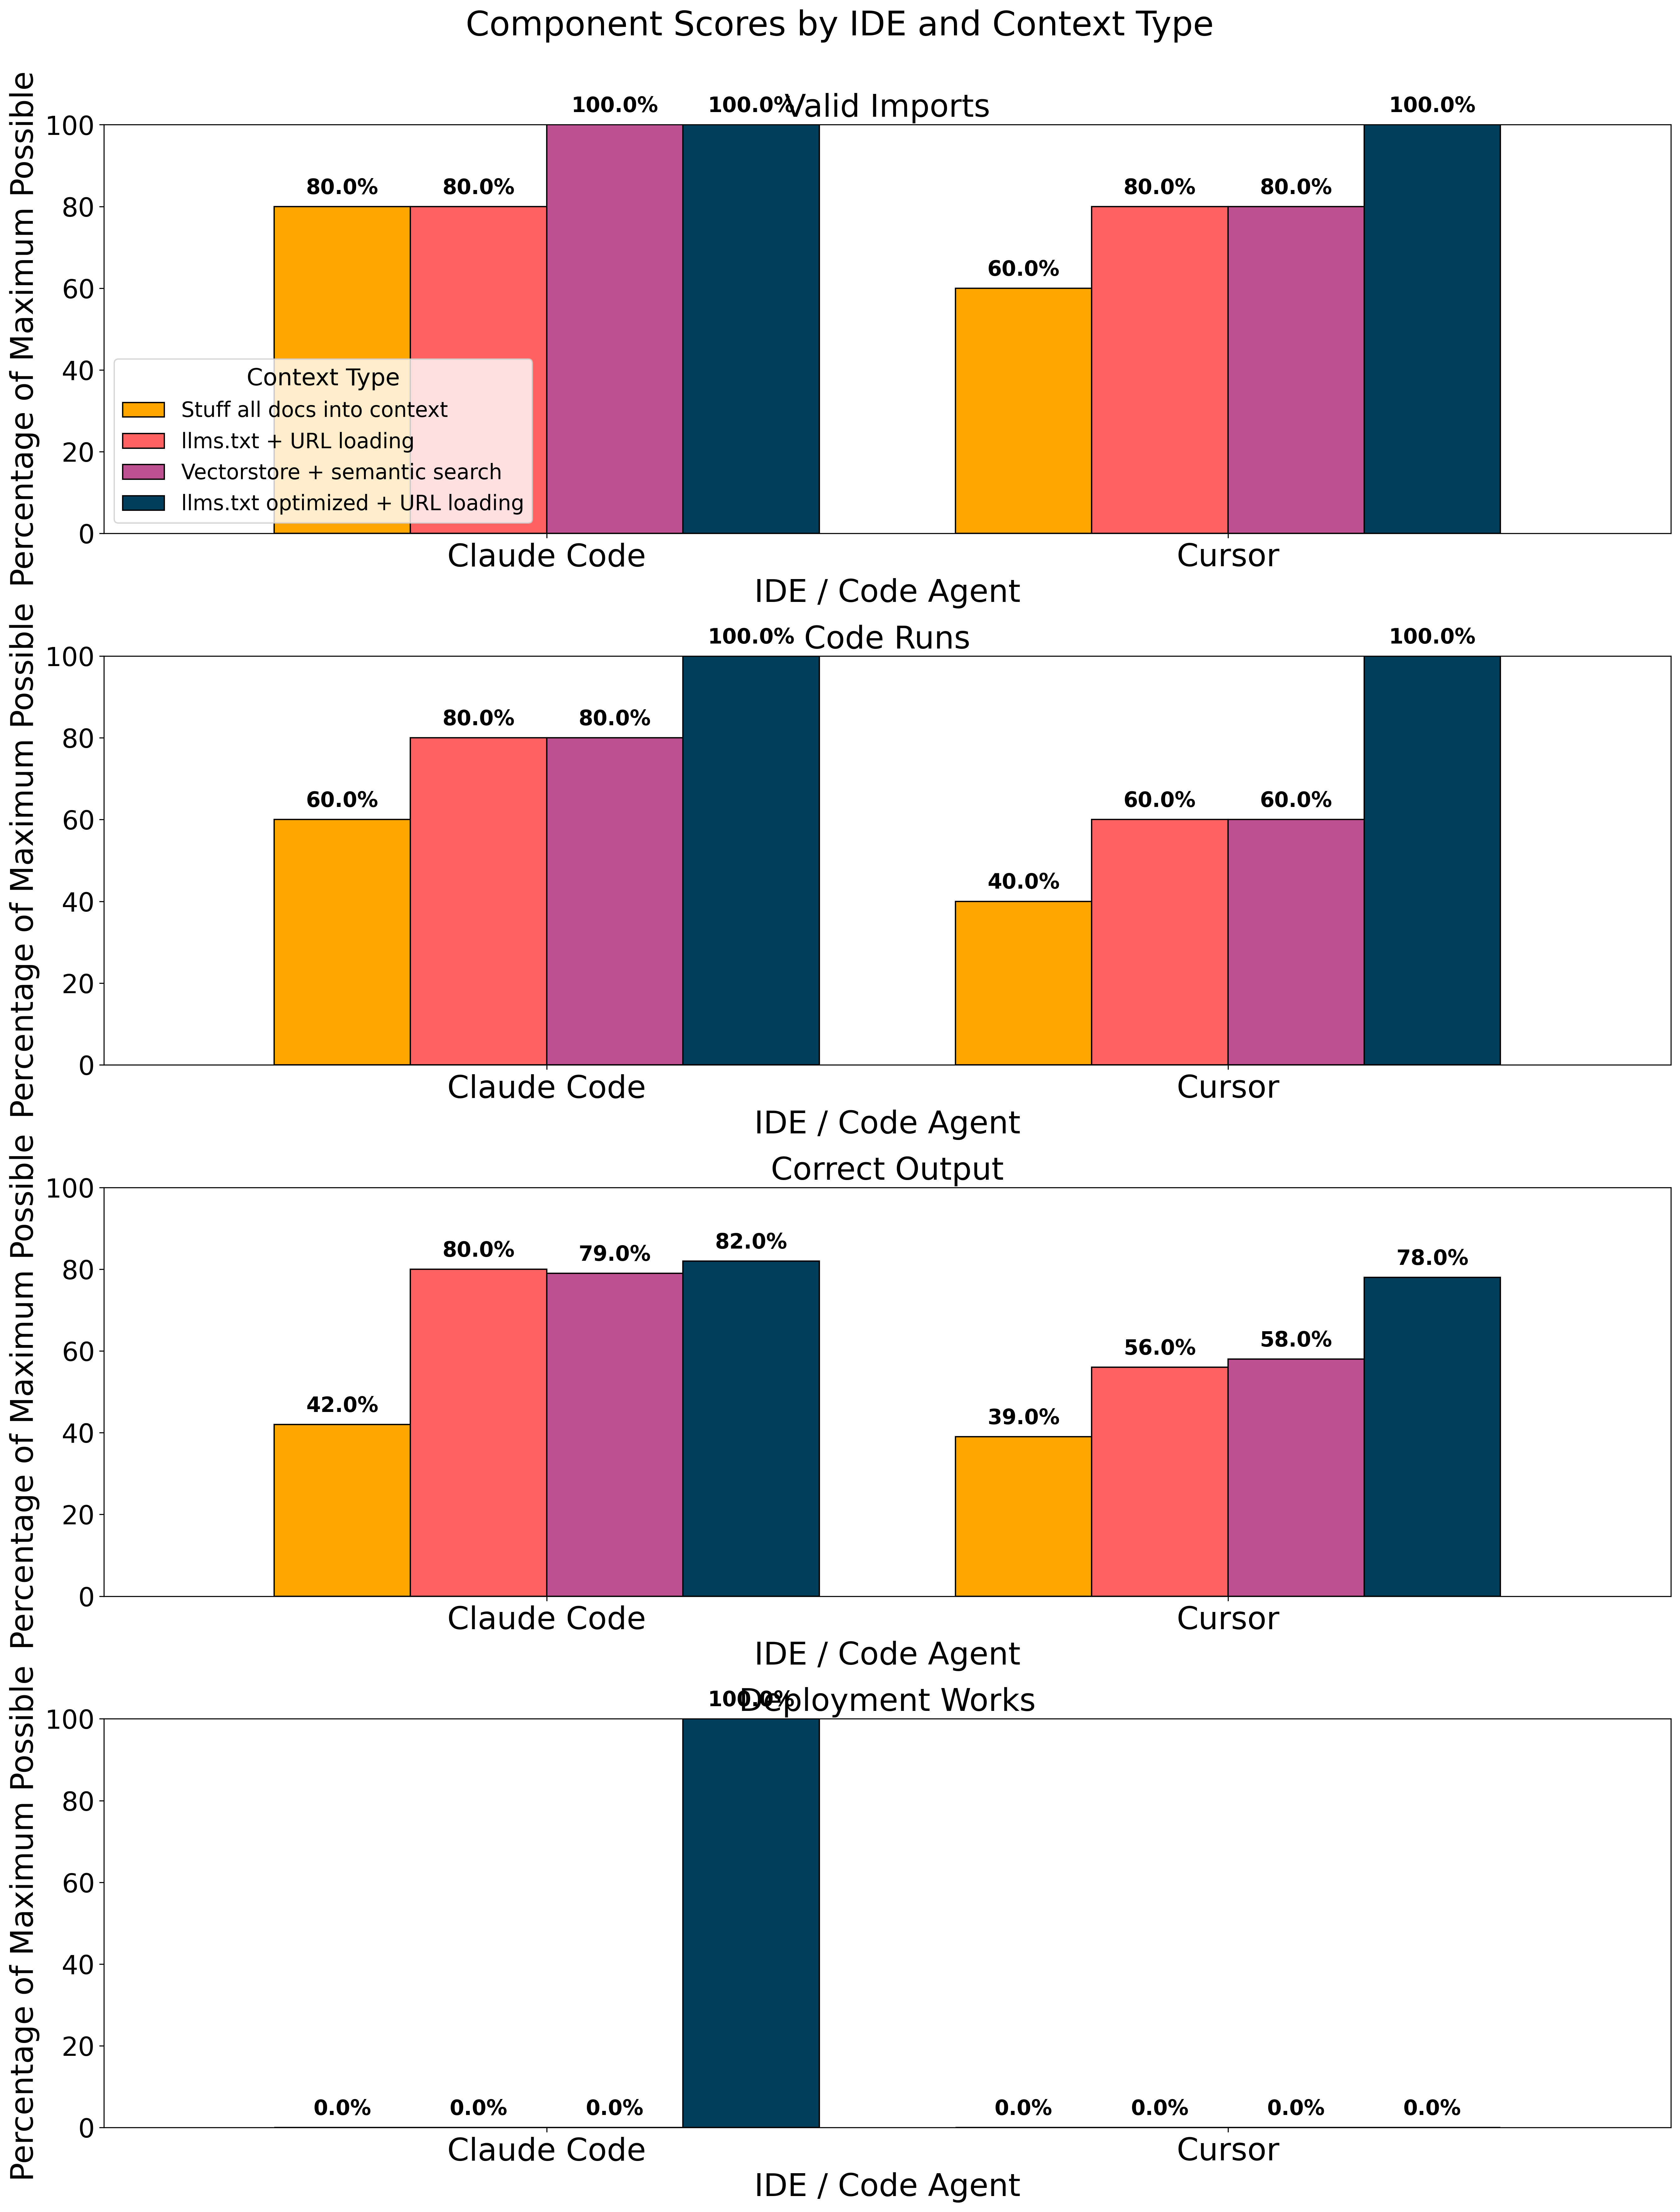 Component Scores by IDE and Context Type
Valid Imports
Percentage of Maximum Possible
100
80
60
40
20
0
80.0%
80.0%
100.0%
100.0%
60.0%
80.0%
80.0%
100.0%
Context Type
Stuff all docs into context
llms.txt + URL loading
Vectorstore + semantic search
llms.txt optimized + URL loading
Claude Code
Cursor
IDE / Code Agent
Code Runs
Percentage of Maximum Possible
100
80
60
40
20
0
60.0%
80.0%
80.0%
100.0%
40.0%
60.0%
60.0%
100.0%
Claude Code
Cursor
IDE / Code Agent
Correct Output
Percentage of Maximum Possible
100
80
60
40
20
0
42.0%
80.0%
79.0%
82.0%
39.0%
56.0%
58.0%
78.0%
Claude Code
Cursor
IDE / Code Agent
Deployment Works
Percentage of Maximum Possible
100
80
60
40
20
0
0.0%
0.0%
0.0%
100.0%
0.0%
0.0%
0.0%
0.0%
Claude Code
Cursor
IDE / Code Agent